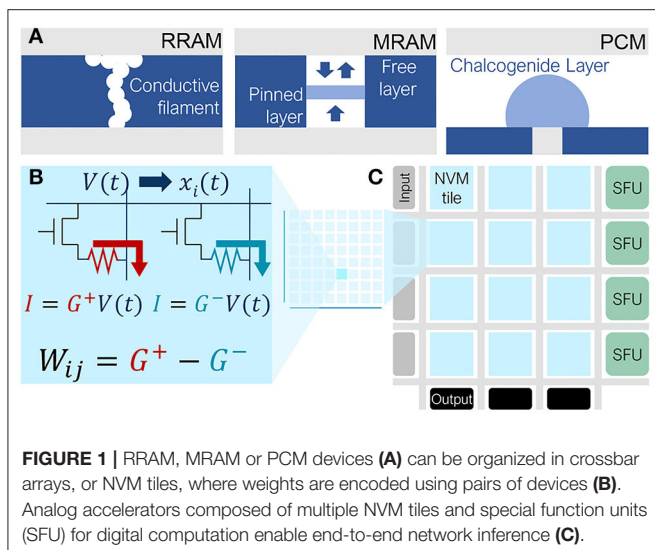 A
RRAM
MRAM
PCM
Conductive
filament
Pinned
layer
Free
layer
Chalcogenide Layer
B
V(t) xᵢ(t)
I = G⁺V(t) I = G⁻V(t)
Wᵢⱼ = G⁺ − G⁻
C
Input
NVM
tile
SFU
SFU
SFU
SFU
Output
FIGURE 1 | RRAM, MRAM or PCM devices (A) can be organized in crossbar
arrays, or NVM tiles, where weights are encoded using pairs of devices (B).
Analog accelerators composed of multiple NVM tiles and special function units
(SFU) for digital computation enable end-to-end network inference (C).